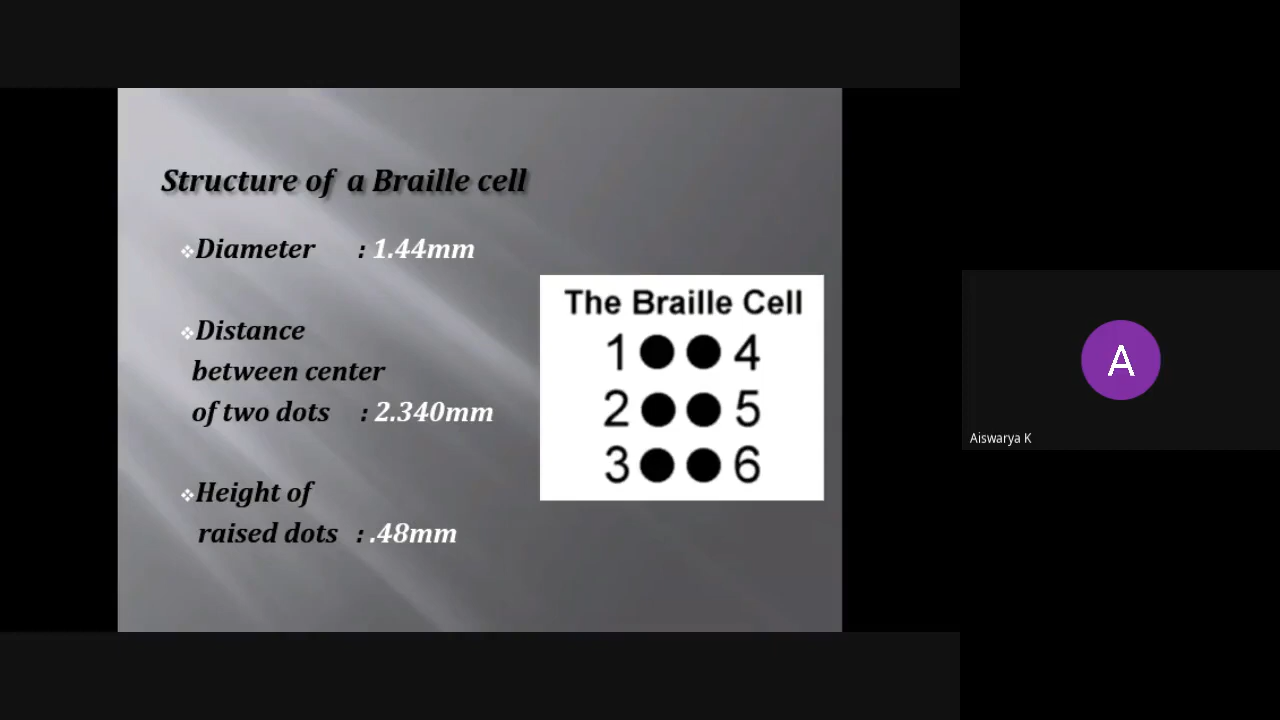 Structure of a Braille cell
❖Diameter : 1.44mm
❖Distance
between center
of two dots : 2.340mm
❖Height of
raised dots : .48mm
The Braille Cell
1 4
2 5
3 6
A
Aiswarya K